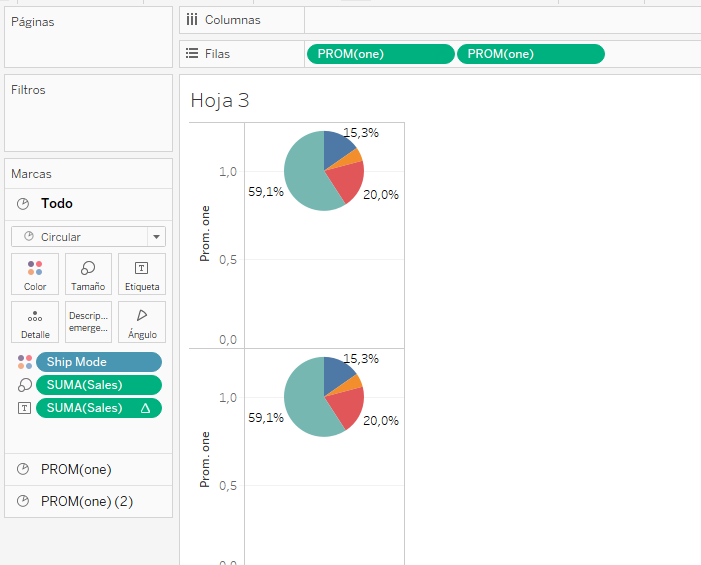 Páginas
Columnas
Filas
PROM(one)
PROM(one)
Filtros
Hoja 3
Marcas
Todo
Circular
Color
Tamaño
Etiqueta
Detalle
Descrip...
emerge...
Ángulo
Ship Mode
SUMA(Sales)
SUMA(Sales)
PROM(one)
PROM(one) (2)
Prom. one
1,0
0,5
0,0
15,3%
59,1%
20,0%
Prom. one
1,0
0,5
0,0
15,3%
59,1%
20,0%